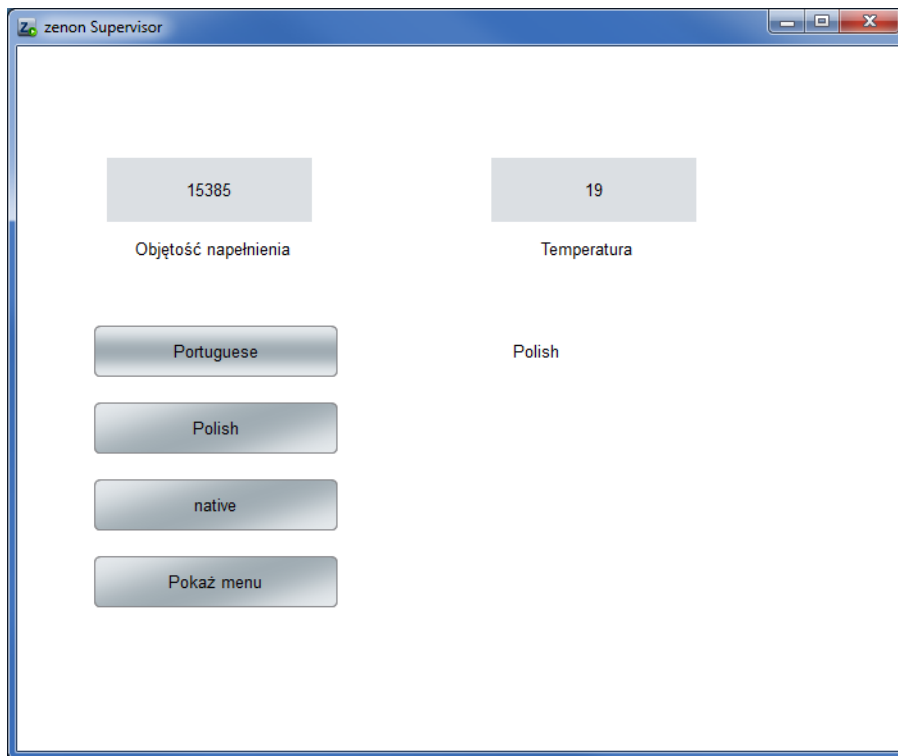 zenon Supervisor
15385
19
Objętość napełnienia
Temperatura
Portuguese
Polish
Polish
native
Pokaż menu